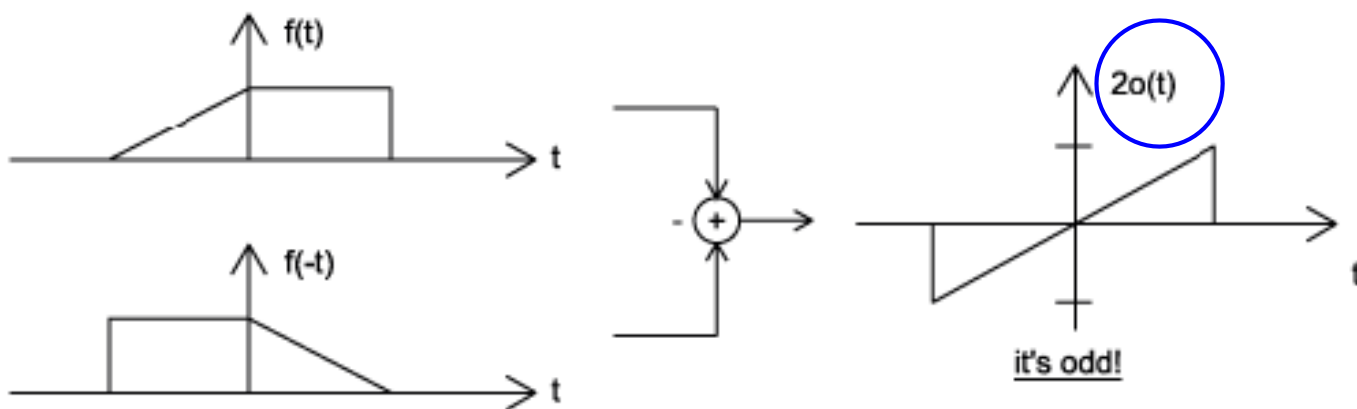 f(t)
t
f(-t)
t
- +
2o(t)
t
it's odd!